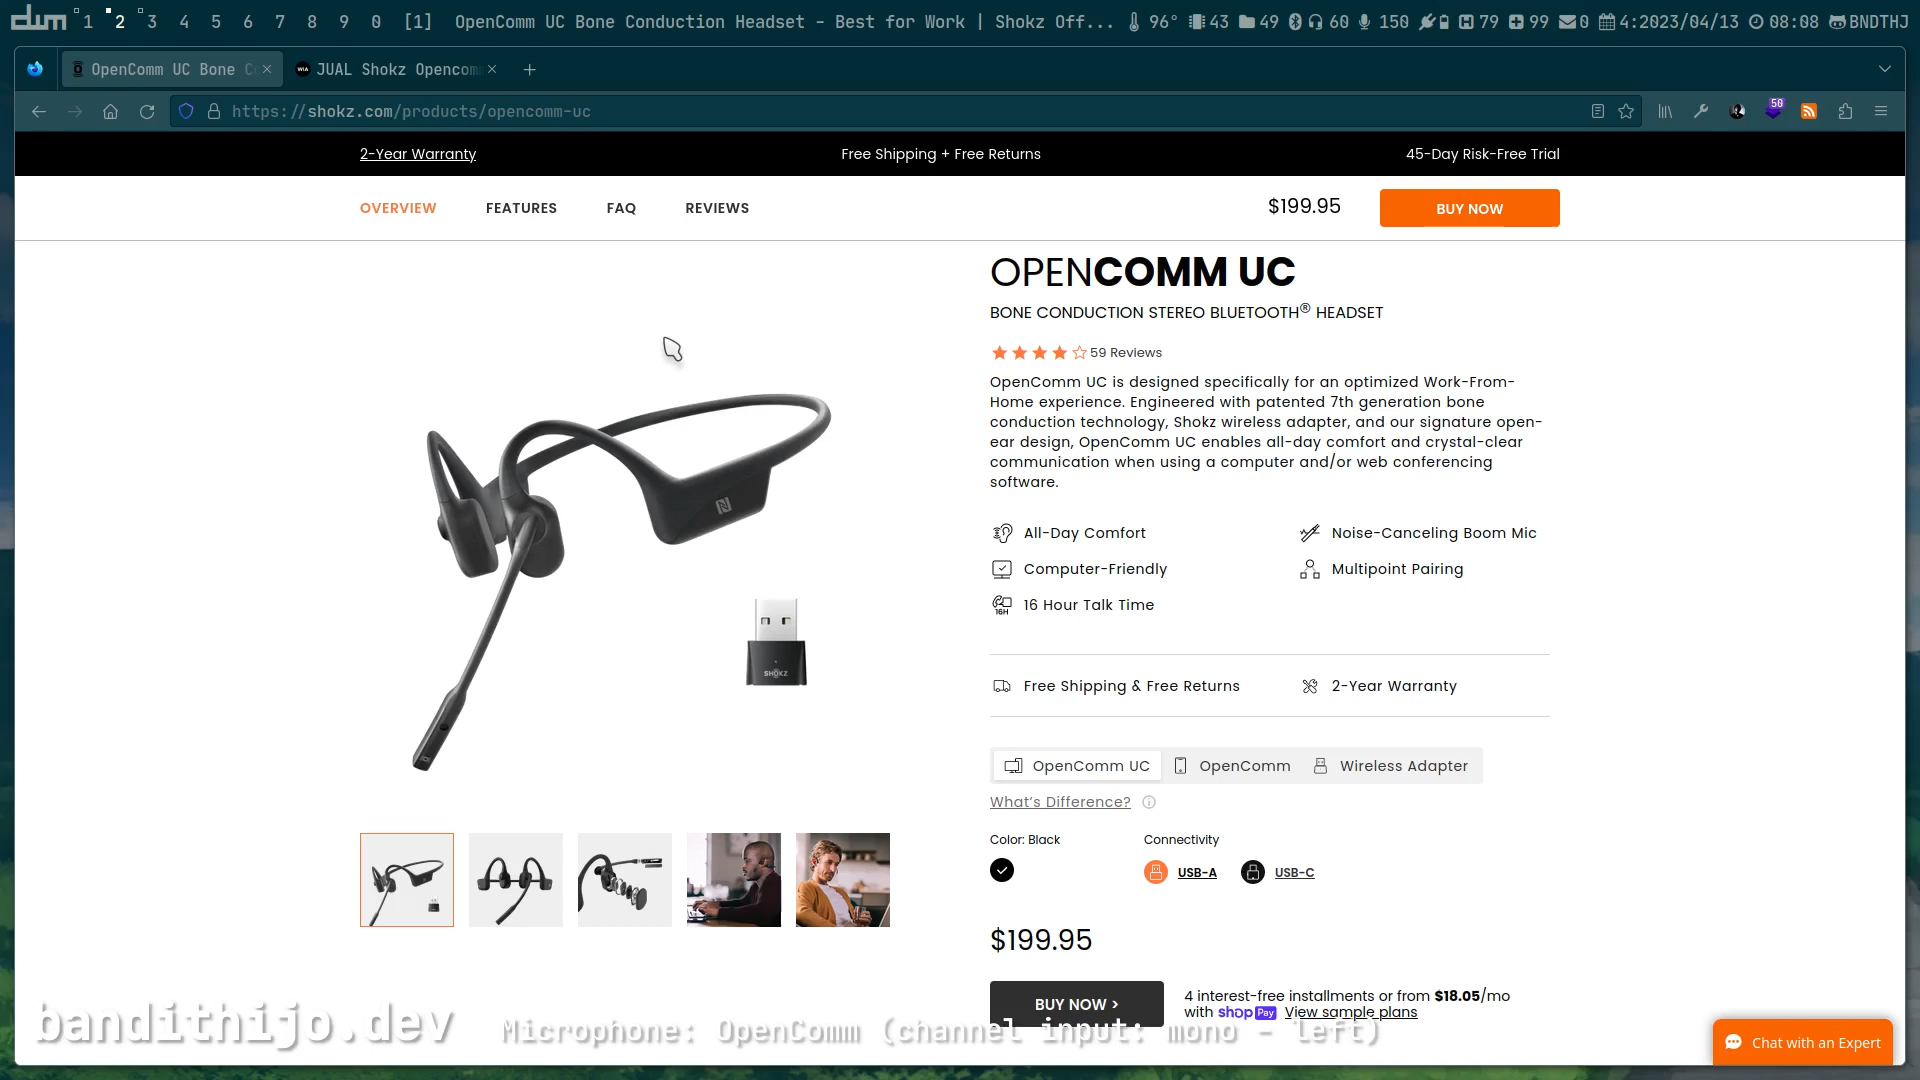 dwm 1 2 3 4 5 6 7 8 9 0 [1] OpenComm UC Bone Conduction Headset - Best for Work | Shokz Off... 96° 43 49 60 150 79 99 0 4:2023/04/13 08:08 BNDTHJ
OpenComm UC Bone C
JUAL Shokz Opencom
https://shokz.com/products/opencomm-uc
50
2-Year Warranty
Free Shipping + Free Returns
45-Day Risk-Free Trial
OVERVIEW FEATURES FAQ REVIEWS
$199.95
BUY NOW
OPENCOMM UC
BONE CONDUCTION STEREO BLUETOOTH® HEADSET
59 Reviews
OpenComm UC is designed specifically for an optimized Work-From-
Home experience. Engineered with patented 7th generation bone
conduction technology, Shokz wireless adapter, and our signature open-
ear design, OpenComm UC enables all-day comfort and crystal-clear
communication when using a computer and/or web conferencing
software.
All-Day Comfort
Noise-Canceling Boom Mic
Computer-Friendly
Multipoint Pairing
16H
16 Hour Talk Time
SHOKZ
Free Shipping & Free Returns
2-Year Warranty
OpenComm UC
OpenComm
Wireless Adapter
What's Difference?
Color: Black
Connectivity
USB-A
USB-C
$199.95
BUY NOW >
4 interest-free installments or from $18.05/mo
with shop Pay View sample plans
bandithijo.dev
Microphone: OpenComm (channel input: mono - left)
Chat with an Expert